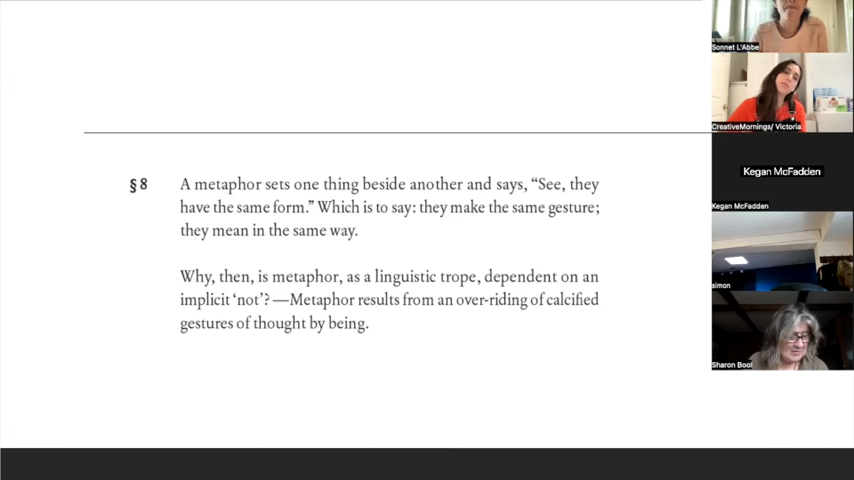 § 8
A metaphor sets one thing beside another and says, “See, they
have the same form.” Which is to say: they make the same gesture;
they mean in the same way.
Why, then, is metaphor, as a linguistic trope, dependent on an
implicit ‘not’? —Metaphor results from an over-riding of calcified
gestures of thought by being.
Sonnet L'Abbe
CreativeMornings/ Victoria
Kegan McFadden
Kegan McFadden
simon
Sharon Bool